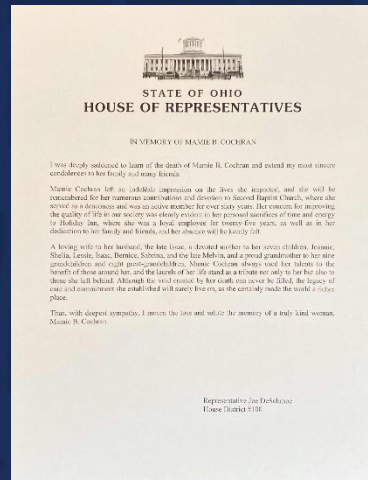 STATE OF OHIO
HOUSE OF REPRESENTATIVES
IN MEMORY OF MAMIE B. COCHRAN
I was deeply saddened to learn of the death of Mamie B. Cochran and extend my most sincere
condolences to her family and many friends.
Mamie Cochran left an indelible impression on the lives she impacted, and she will be
remembered for her numerous contributions and devotion to Second Baptist Church, where she
served as a deaconess and was an active member for over sixty years. Her concern for improving
the quality of life in our society was clearly evident in her personal sacrifices of time and energy
to Holiday Inn, where she was a loyal employee for twenty-five years, as well as in her
dedication to her family and friends, and her absence will be keenly felt.
A loving wife to her husband, the late Isaac, a devoted mother to her seven children, Jennie,
Shelia, Lessie, Isaac, Bernice, Sabrina, and the late Melvin, and a proud grandmother to her nine
grandchildren and eight great-grandchildren, Mamie Cochran always used her talents to the
benefit of those around her, and the laurels of her life stand as a tribute not only to her but also to
those she left behind. Although the void created by her death can never be filled, the legacy of
care and commitment she established will surely live on, as she certainly made the world a richer
place.
Thus, with deepest sympathy, I mourn the loss and salute the memory of a truly kind woman,
Mamie B. Cochran.
Representative Joe
House District